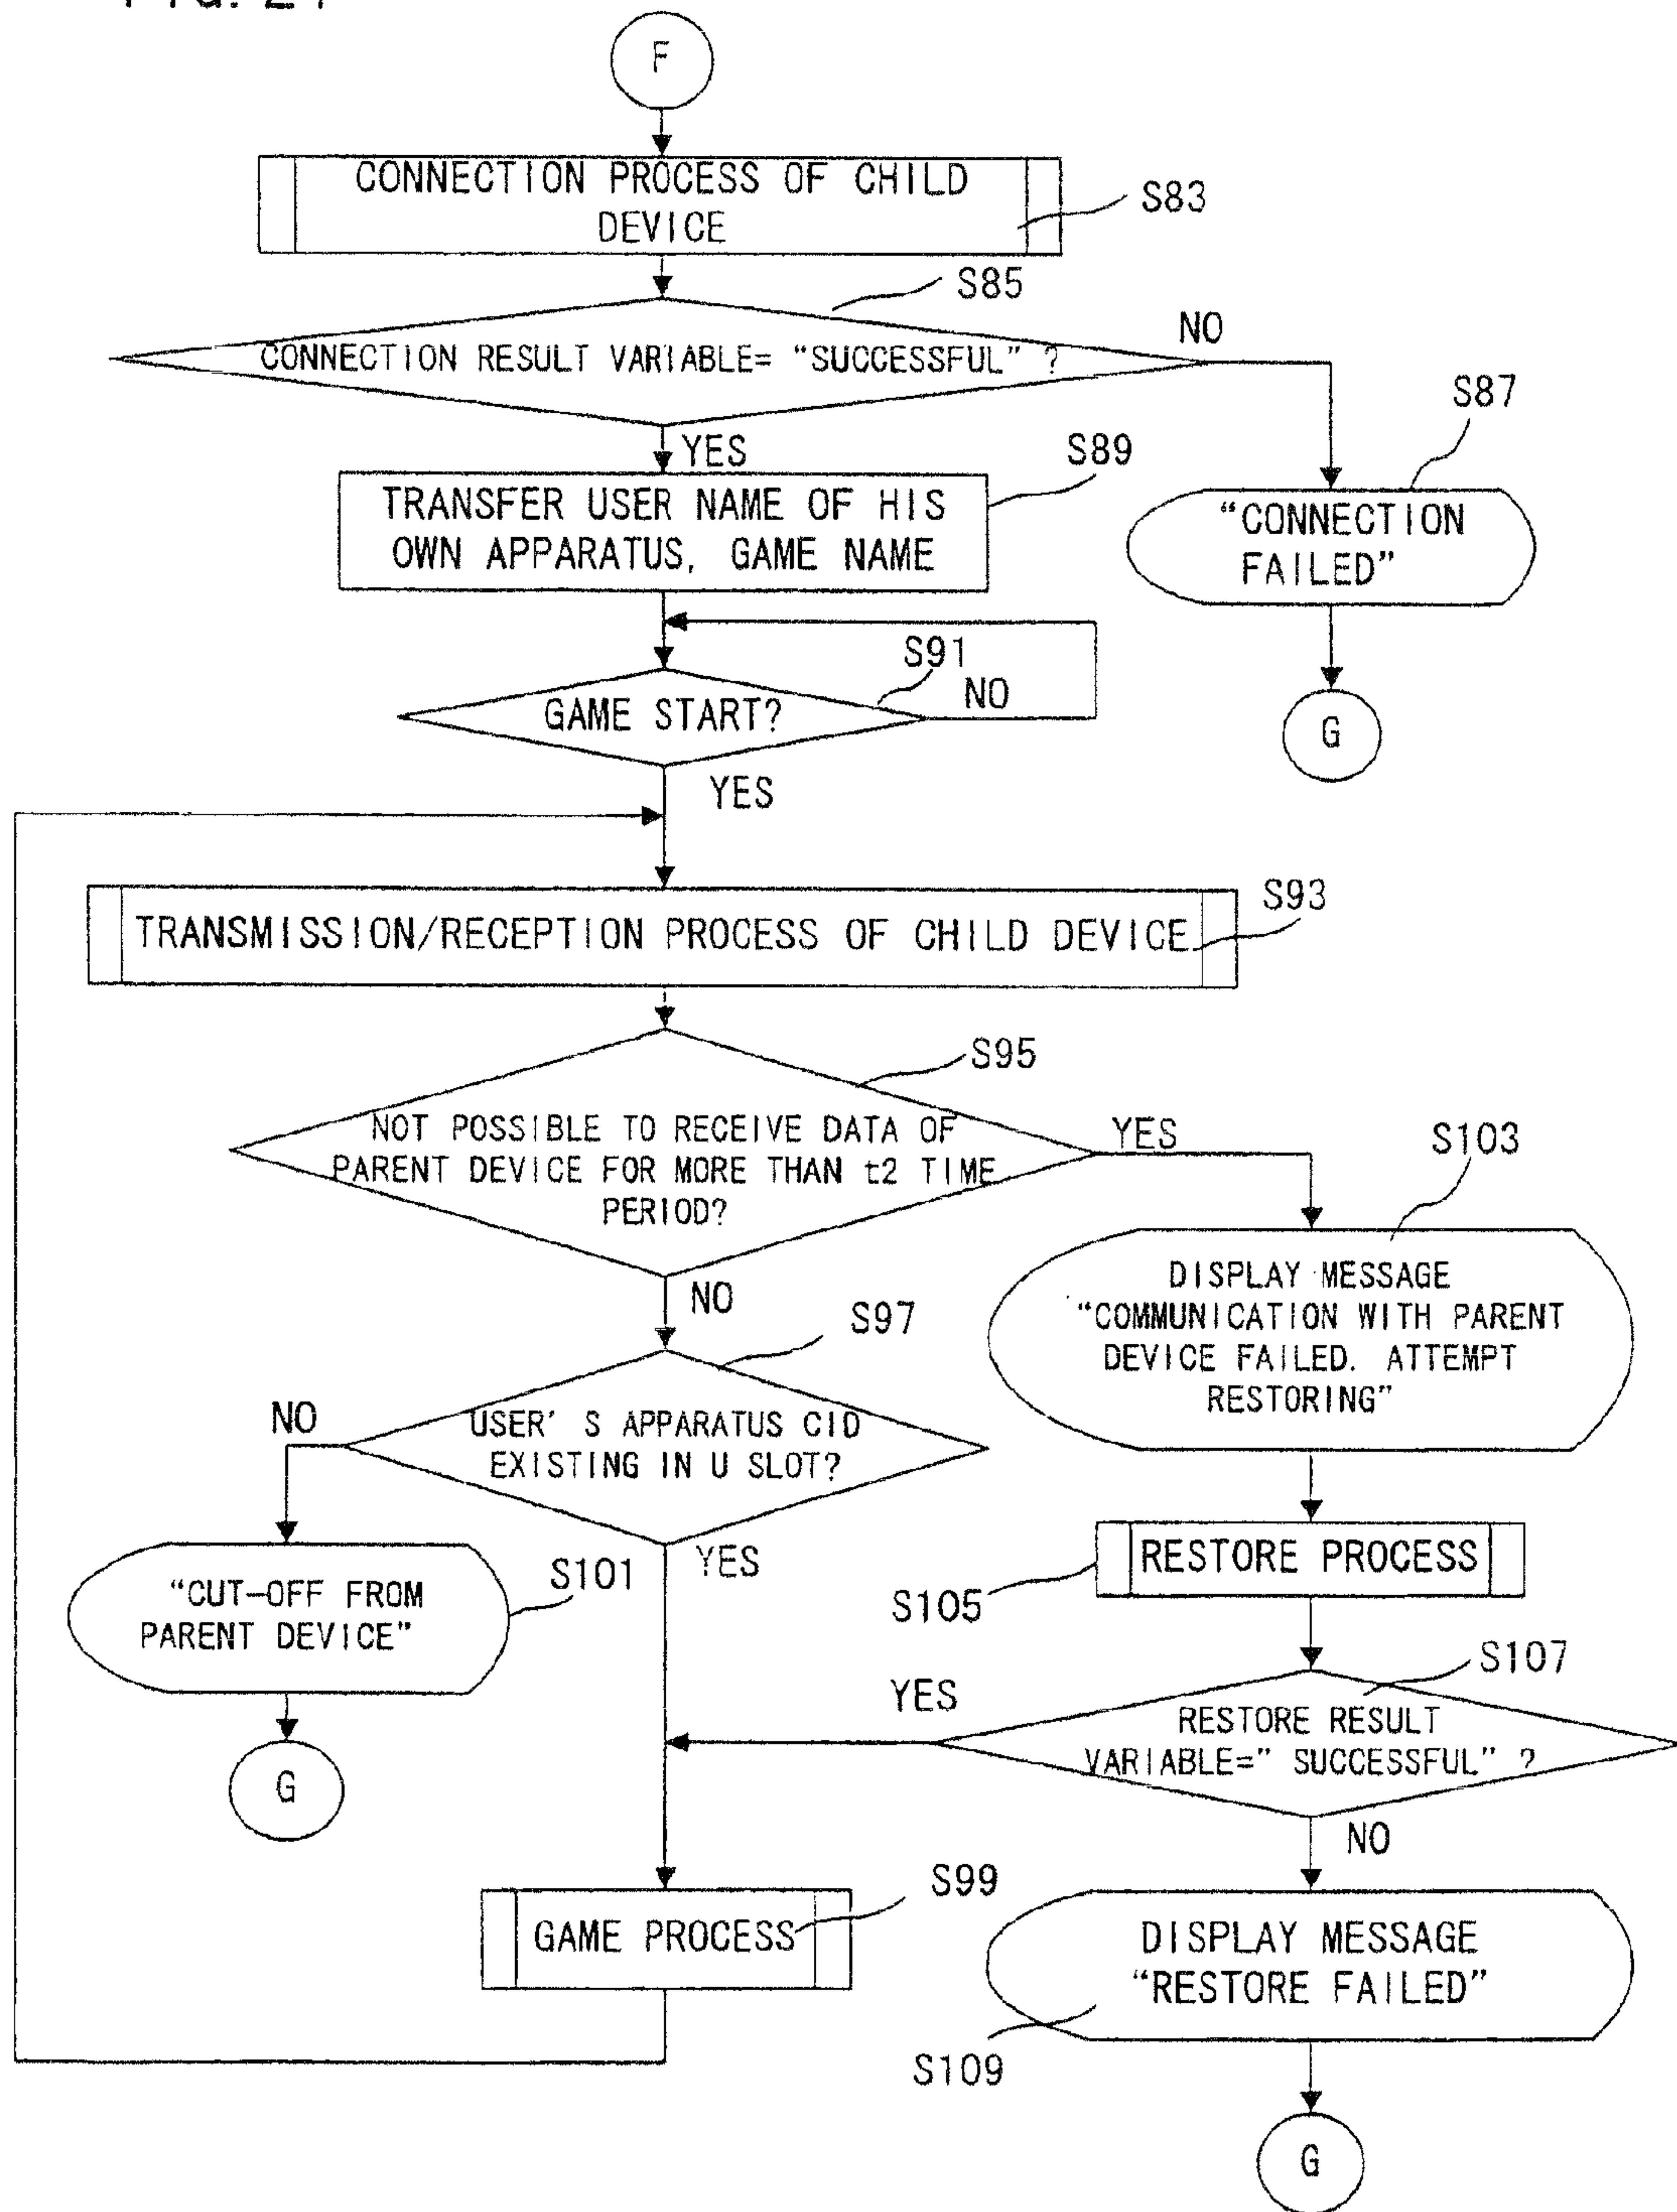 F
CONNECTION PROCESS OF CHILD
DEVICE
S83
S85
CONNECTION RESULT VARIABLE= “SUCCESSFUL” ?
NO
YES
S87
S89
TRANSFER USER NAME OF HIS
OWN APPARATUS, GAME NAME
“CONNECTION
FAILED”
S91
GAME START?
NO
G
YES
TRANSMISSION/RECEPTION PROCESS OF CHILD DEVICE
S93
S95
NOT POSSIBLE TO RECEIVE DATA OF
PARENT DEVICE FOR MORE THAN t2 TIME
PERIOD?
YES
S103
NO
DISPLAY MESSAGE
“COMMUNICATION WITH PARENT
DEVICE FAILED. ATTEMPT
RESTORING”
S97
USER' S APPARATUS CID
EXISTING IN U SLOT?
NO
YES
“CUT-OFF FROM
PARENT DEVICE”
S101
G
RESTORE PROCESS
S105
S107
RESTORE RESULT
VARIABLE=” SUCCESSFUL” ?
YES
NO
S99
GAME PROCESS
DISPLAY MESSAGE
“RESTORE FAILED”
S109
G